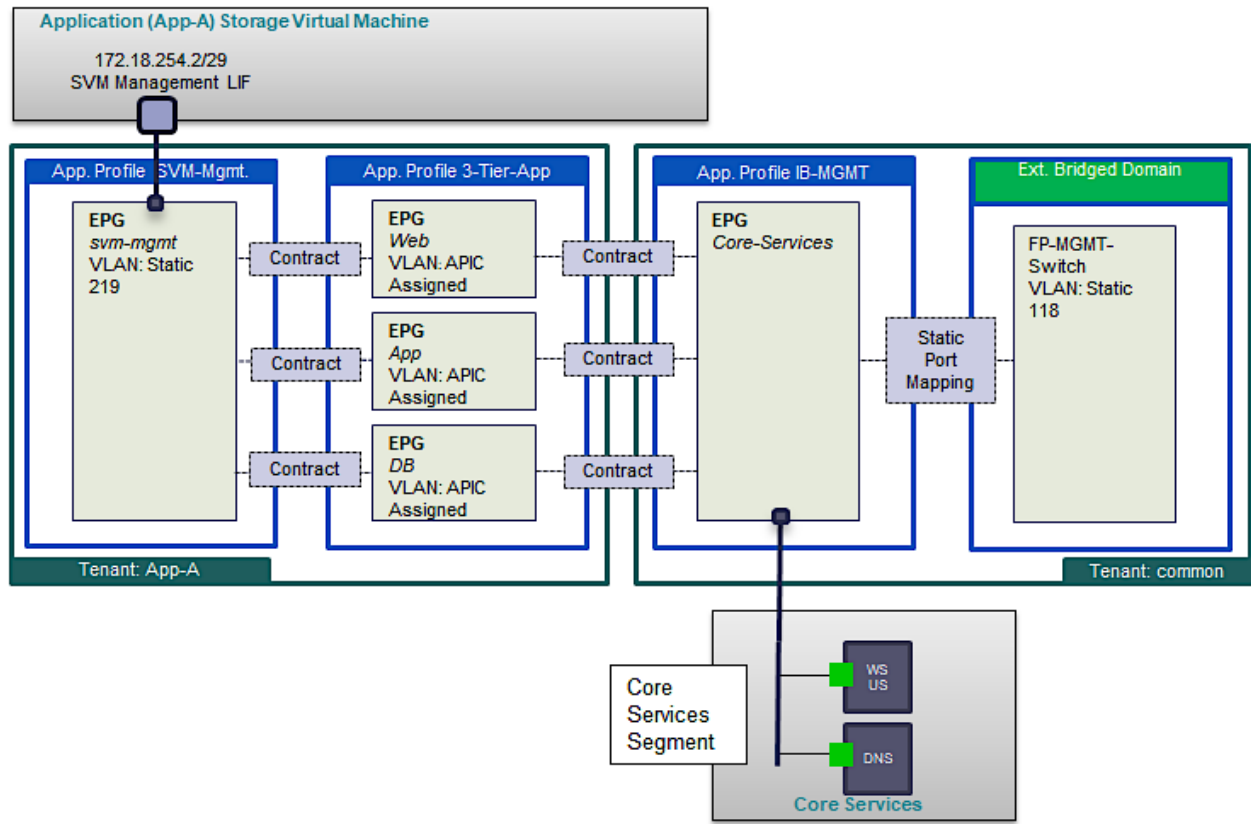 Application (App-A) Storage Virtual Machine
172.18.254.2/29
SVM Management LIF
App. Profile SVM-Mgmt.
EPG
svm-mgmt
VLAN: Static
219
Contract
Contract
Contract
App. Profile 3-Tier-App
EPG
Web
VLAN: APIC
Assigned
EPG
App
VLAN: APIC
Assigned
EPG
DB
VLAN: APIC
Assigned
Tenant: App-A
Contract
Contract
Contract
App. Profile IB-MGMT
EPG
Core-Services
Static
Port
Mapping
Ext. Bridged Domain
FP-MGMT-
Switch
VLAN: Static
118
Tenant: common
Core
Services
Segment
WS
US
DNS
Core Services